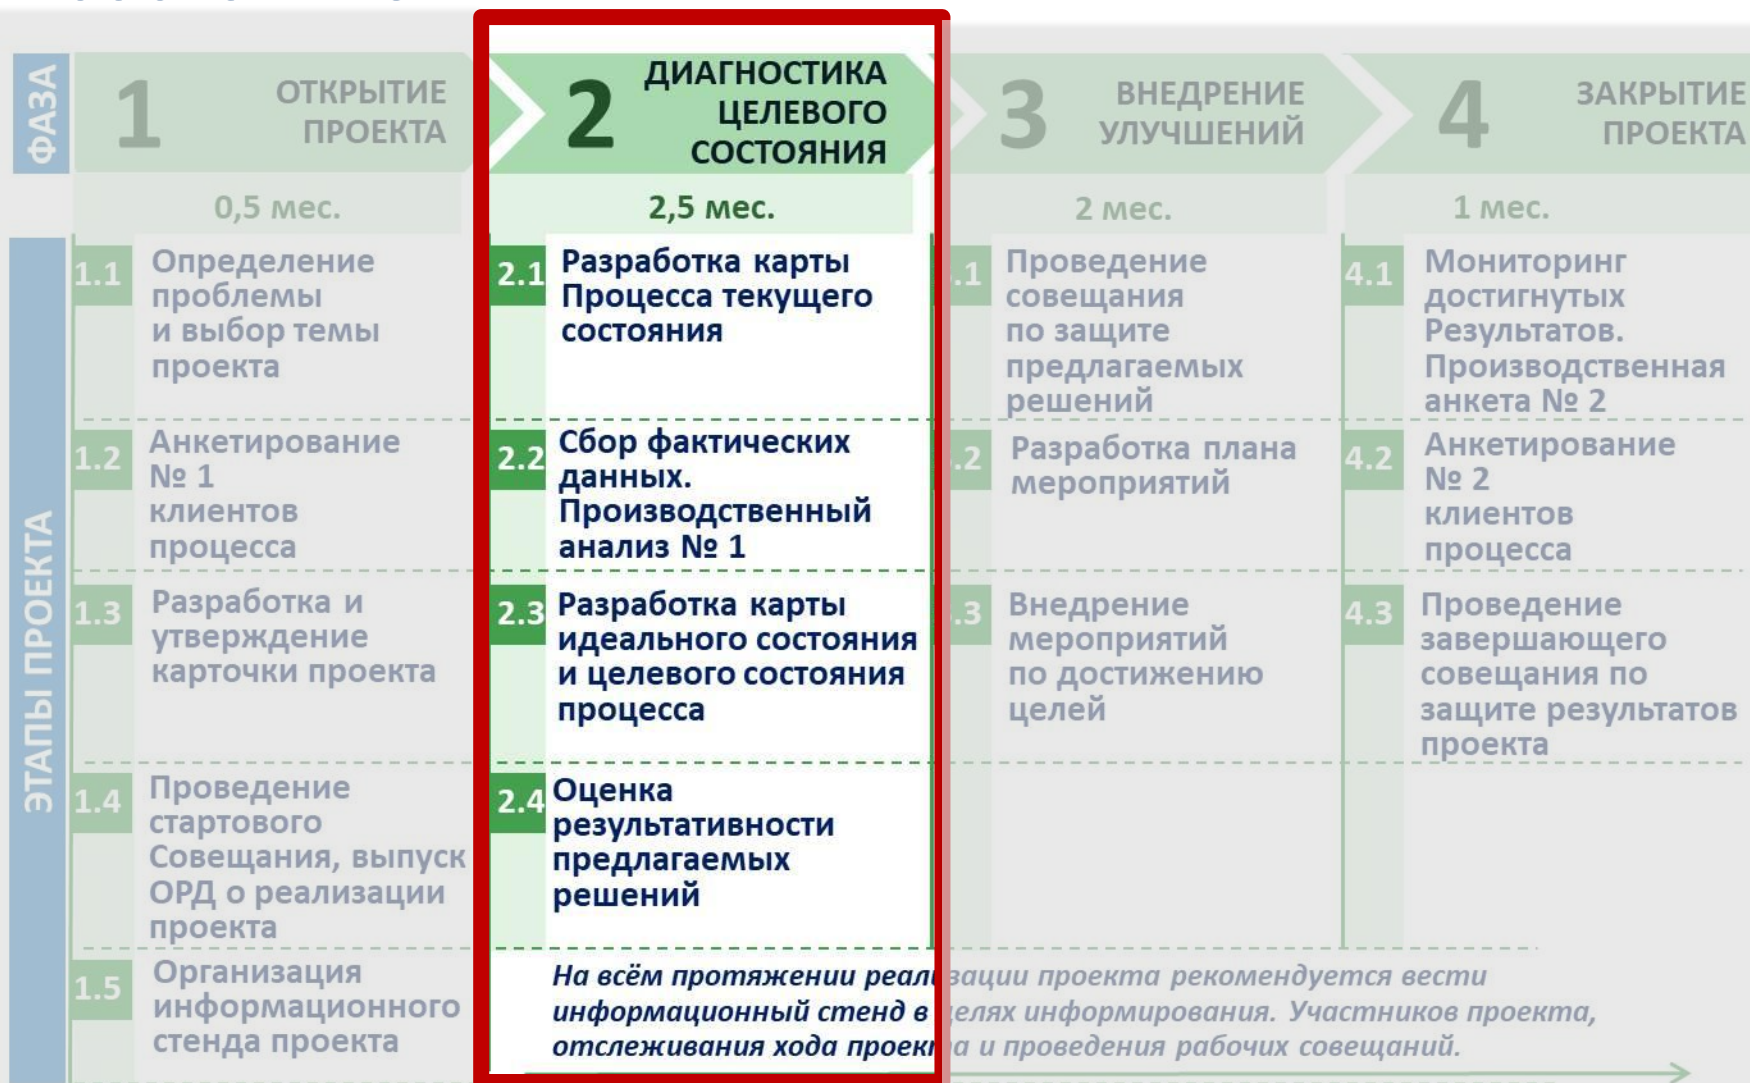 ФАЗА
1
ОТКРЫТИЕ
ПРОЕКТА
0,5 мес.
2
ДИАГНОСТИКА
ЦЕЛЕВОГО
СОСТОЯНИЯ
2,5 мес.
3
ВНЕДРЕНИЕ
УЛУЧШЕНИЙ
2 мес.
4
ЗАКРЫТИЕ
ПРОЕКТА
1 мес.
ЭТАПЫ ПРОЕКТА
1.1
Определение
проблемы
и выбор темы
проекта
1.2
Анкетирование
№ 1
клиентов
процесса
1.3
Разработка и
утверждение
карточки проекта
1.4
Проведение
стартового
Совещания, выпуск
ОРД о реализации
проекта
1.5
Организация
информационного
стенда проекта
2.1
Разработка карты
Процесса текущего
состояния
2.2
Сбор фактических
данных.
Производственный
анализ № 1
2.3
Разработка карты
идеального состояния
и целевого состояния
процесса
2.4
Оценка
результативности
предлагаемых
решений
.1
Проведение
совещания
по защите
предлагаемых
решений
.2
Разработка плана
мероприятий
.3
Внедрение
мероприятий
по достижению
целей
4.1
Мониторинг
достигнутых
Результатов.
Производственная
анкета № 2
4.2
Анкетирование
№ 2
клиентов
процесса
4.3
Проведение
завершающего
совещания по
защите результатов
проекта
На всём протяжении реализации проекта рекомендуется вести
информационный стенд в целях информирования. Участников проекта,
отслеживания хода проекта и проведения рабочих совещаний.